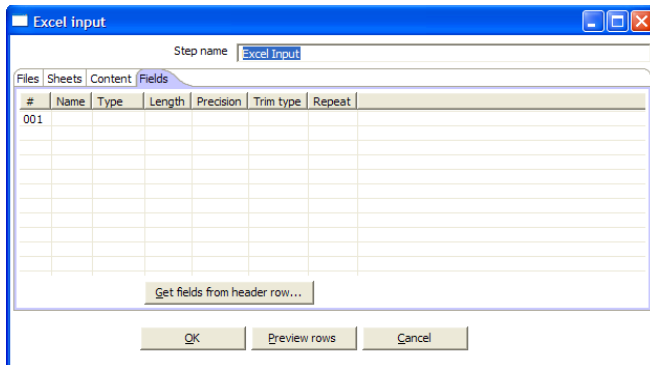 Excel input
Step name Excel Input
Files Sheets Content Fields
# Name Type Length Precision Trim type Repeat
001
Get fields from header row...
OK Preview rows Cancel